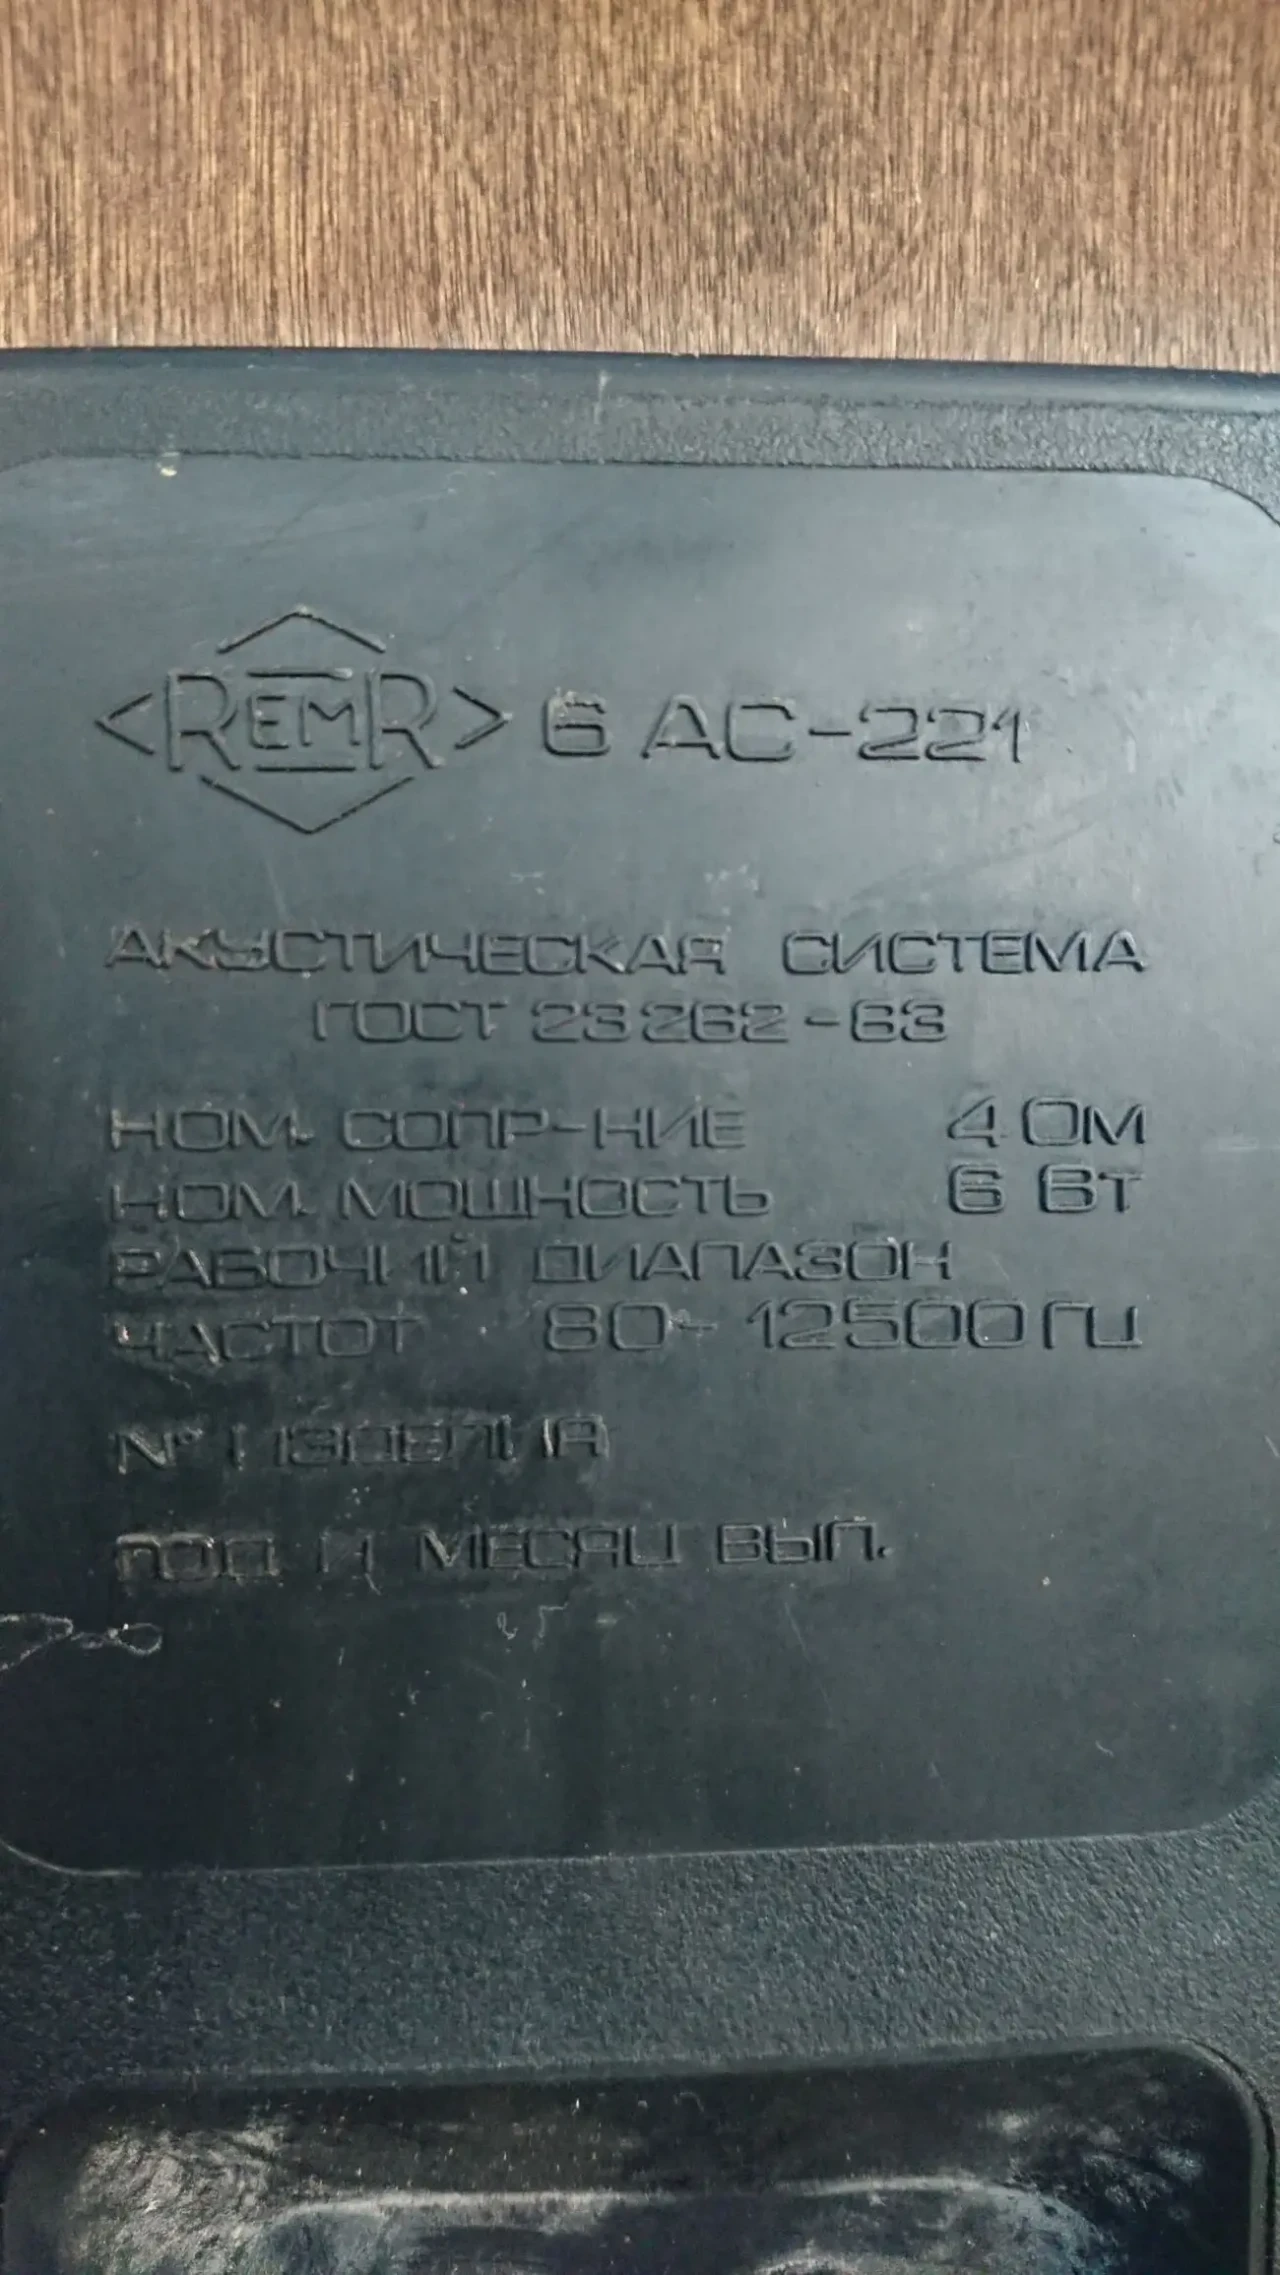 REMR 6 АС-221
АКУСТИЧЕСКАЯ СИСТЕМА
ГОСТ 23262-83
НОМ. СОПР-НИЕ 4 Ом
НОМ. МОЩНОСТЬ 6 Вт
РАБОЧИЙ ДИАПАЗОН
ЧАСТОТ 80-12500 Гц
№ ИЗДЕЛИЯ
ГОД И МЕСЯЦ ВЫП.